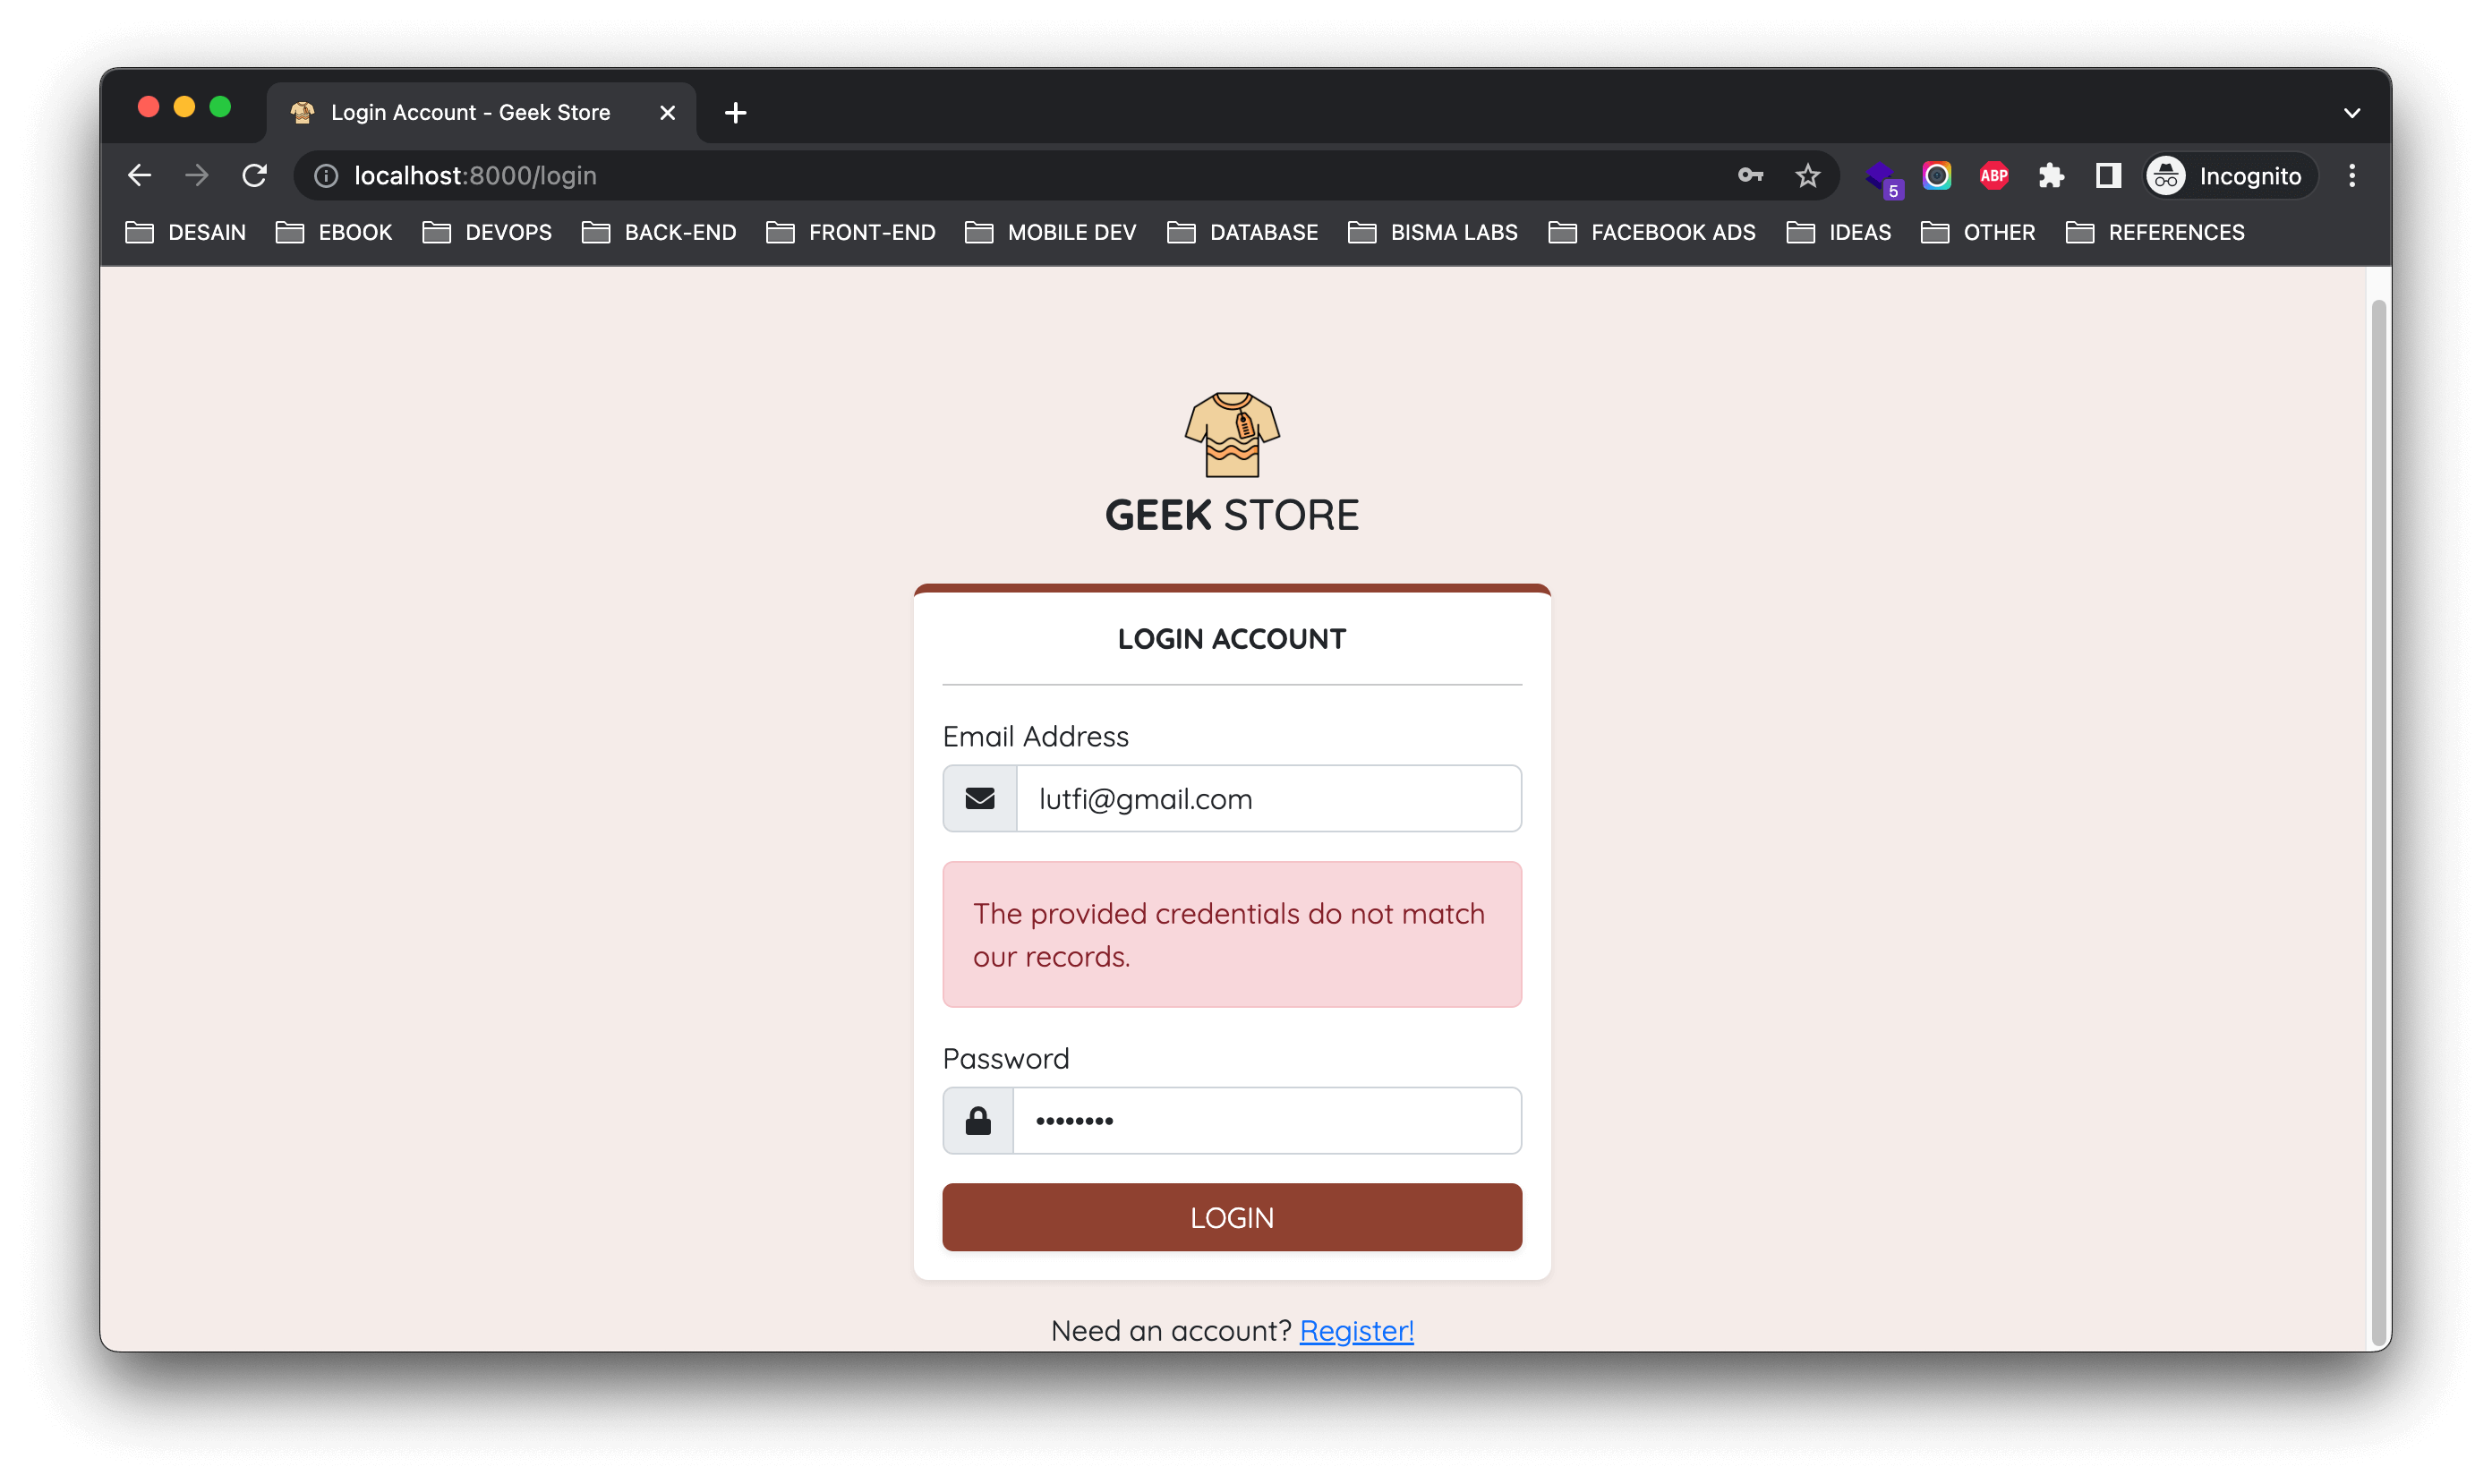 Login Account - Geek Store
localhost:8000/login
5
ABP
Incognito
DESAIN EBOOK DEVOPS BACK-END FRONT-END MOBILE DEV DATABASE BISMA LABS FACEBOOK ADS IDEAS OTHER REFERENCES
GEEK STORE
LOGIN ACCOUNT
Email Address
lutfi@gmail.com
The provided credentials do not match
our records.
Password
••••••••
LOGIN
Need an account? Register!